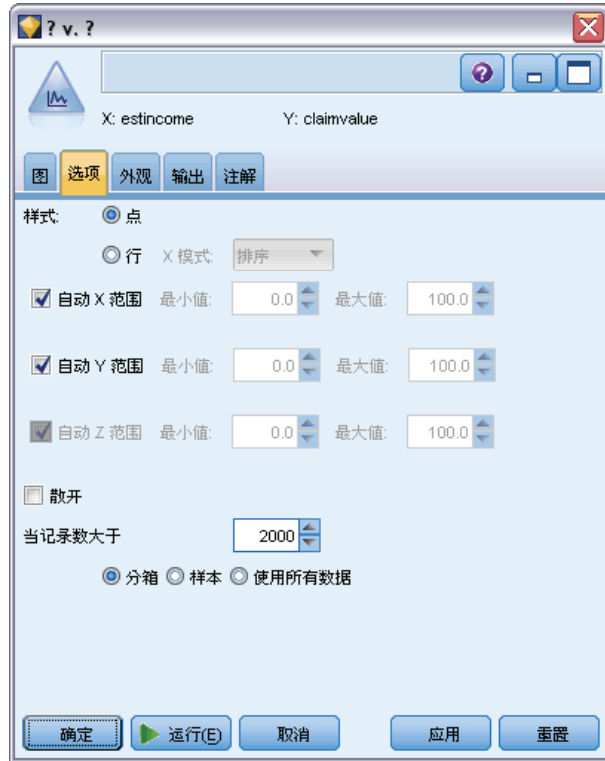 ? v. ?
X: estincome Y: claimvalue
图 选项 外观 输出 注解
样式: 点
行 X 模式: 排序
自动 X 范围 最小值: 0.0 最大值: 100.0
自动 Y 范围 最小值: 0.0 最大值: 100.0
自动 Z 范围 最小值: 0.0 最大值: 100.0
散开
当记录数大于 2000
分箱 样本 使用所有数据
确定 运行(E) 取消 应用 重置